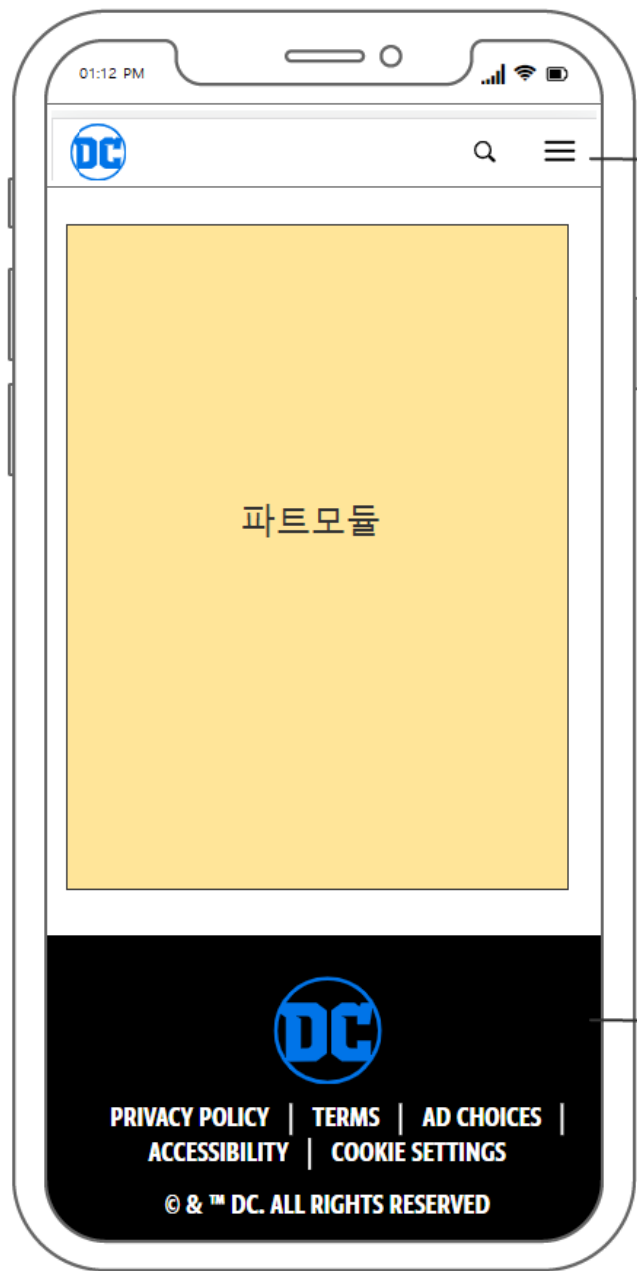 01:12 PM
DC
파트모듈
DC
PRIVACY POLICY | TERMS | AD CHOICES |
ACCESSIBILITY | COOKIE SETTINGS
© & ™ DC. ALL RIGHTS RESERVED